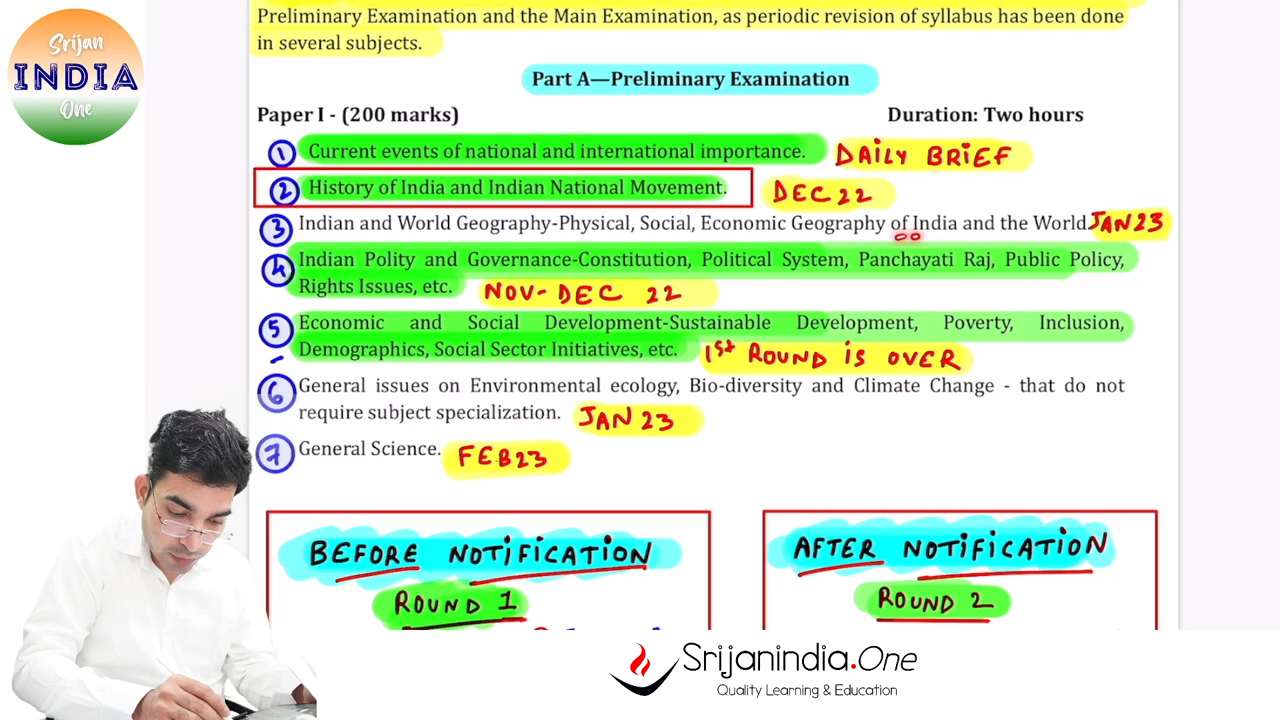 Srijan
INDIA
One
Preliminary Examination and the Main Examination, as periodic revision of syllabus has been done
in several subjects.
Part A—Preliminary Examination
Paper I - (200 marks) Duration: Two hours
1 Current events of national and international importance. DAILY BRIEF
2 History of India and Indian National Movement. DEC 22
3 Indian and World Geography-Physical, Social, Economic Geography of India and the World. JAN 23
4 Indian Polity and Governance-Constitution, Political System, Panchayati Raj, Public Policy,
Rights Issues, etc. NOV-DEC 22
5 Economic and Social Development-Sustainable Development, Poverty, Inclusion,
Demographics, Social Sector Initiatives, etc. 1st ROUND IS OVER
6 General issues on Environmental ecology, Bio-diversity and Climate Change - that do not
require subject specialization. JAN 23
7 General Science. FEB 23
BEFORE NOTIFICATION
ROUND 1
AFTER NOTIFICATION
ROUND 2
Srijanindia.One
Quality Learning & Education